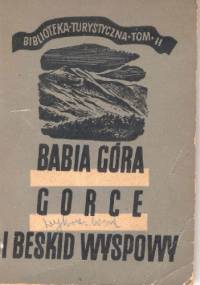 BIBLIOTEKA·TURYSTYCZNA·TOM·II
BABIA GÓRA
GORCE
I BESKID WYSPOWY